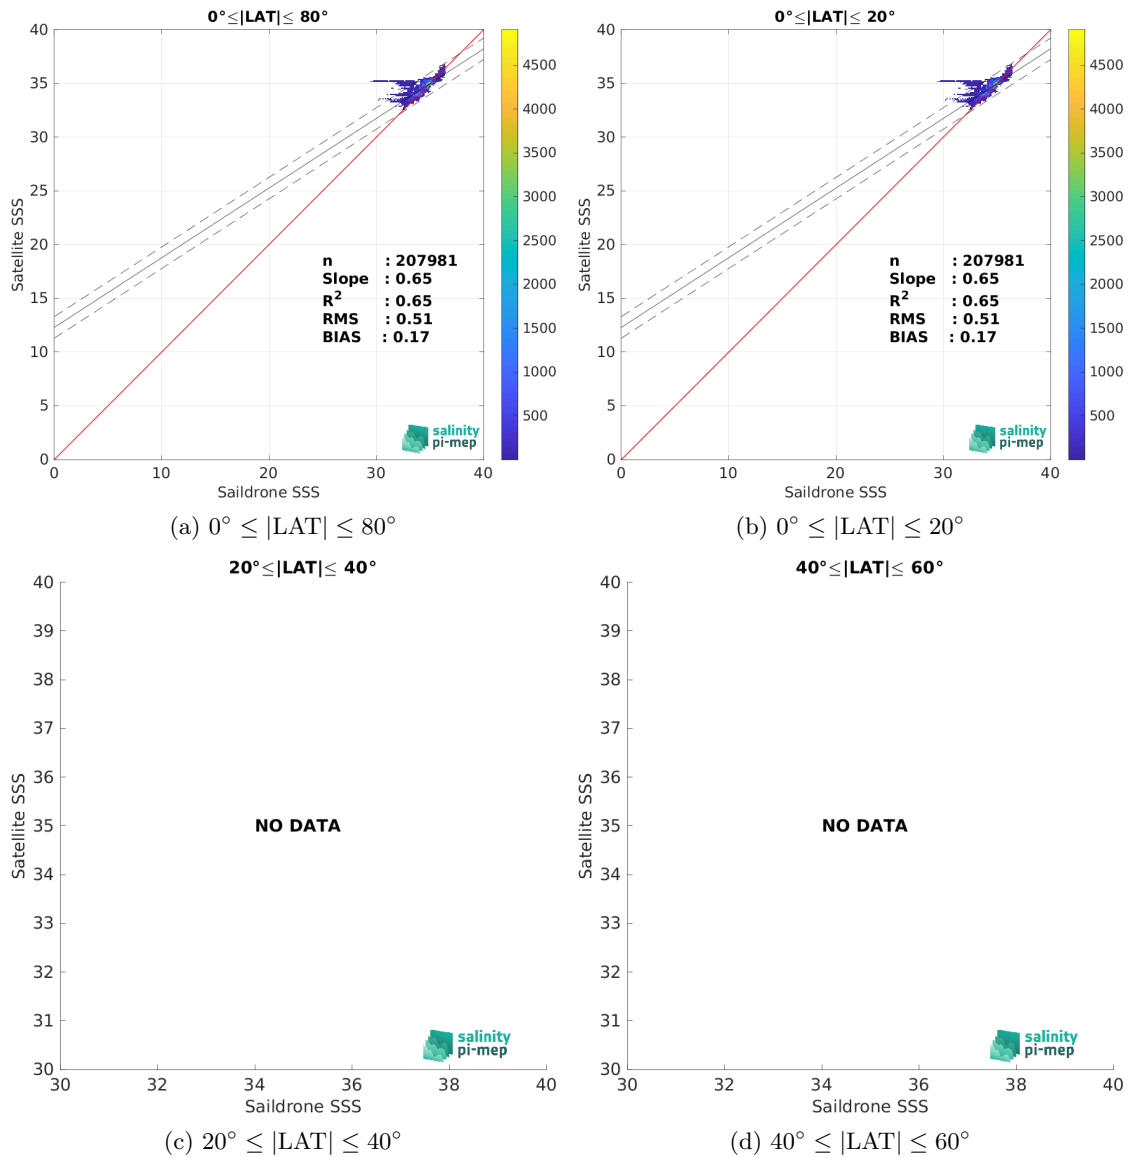 0°≤|LAT|≤ 80°
40
35
30
25
20
15
10
5
0
Satellite SSS
0
10
20
30
40
Saildrone SSS
n : 207981
Slope : 0.65
R² : 0.65
RMS : 0.51
BIAS : 0.17
salinity
pi-mep
4500
4000
3500
3000
2500
2000
1500
1000
500
(a) 0° ≤ |LAT| ≤ 80°
0°≤|LAT|≤ 20°
40
35
30
25
20
15
10
5
0
Satellite SSS
0
10
20
30
40
Saildrone SSS
n : 207981
Slope : 0.65
R² : 0.65
RMS : 0.51
BIAS : 0.17
salinity
pi-mep
4500
4000
3500
3000
2500
2000
1500
1000
500
(b) 0° ≤ |LAT| ≤ 20°
20°≤|LAT|≤ 40°
40
39
38
37
36
35
34
33
32
31
30
Satellite SSS
NO DATA
salinity
pi-mep
30
32
34
36
38
40
Saildrone SSS
(c) 20° ≤ |LAT| ≤ 40°
40°≤|LAT|≤ 60°
40
39
38
37
36
35
34
33
32
31
30
Satellite SSS
NO DATA
salinity
pi-mep
30
32
34
36
38
40
Saildrone SSS
(d) 40° ≤ |LAT| ≤ 60°